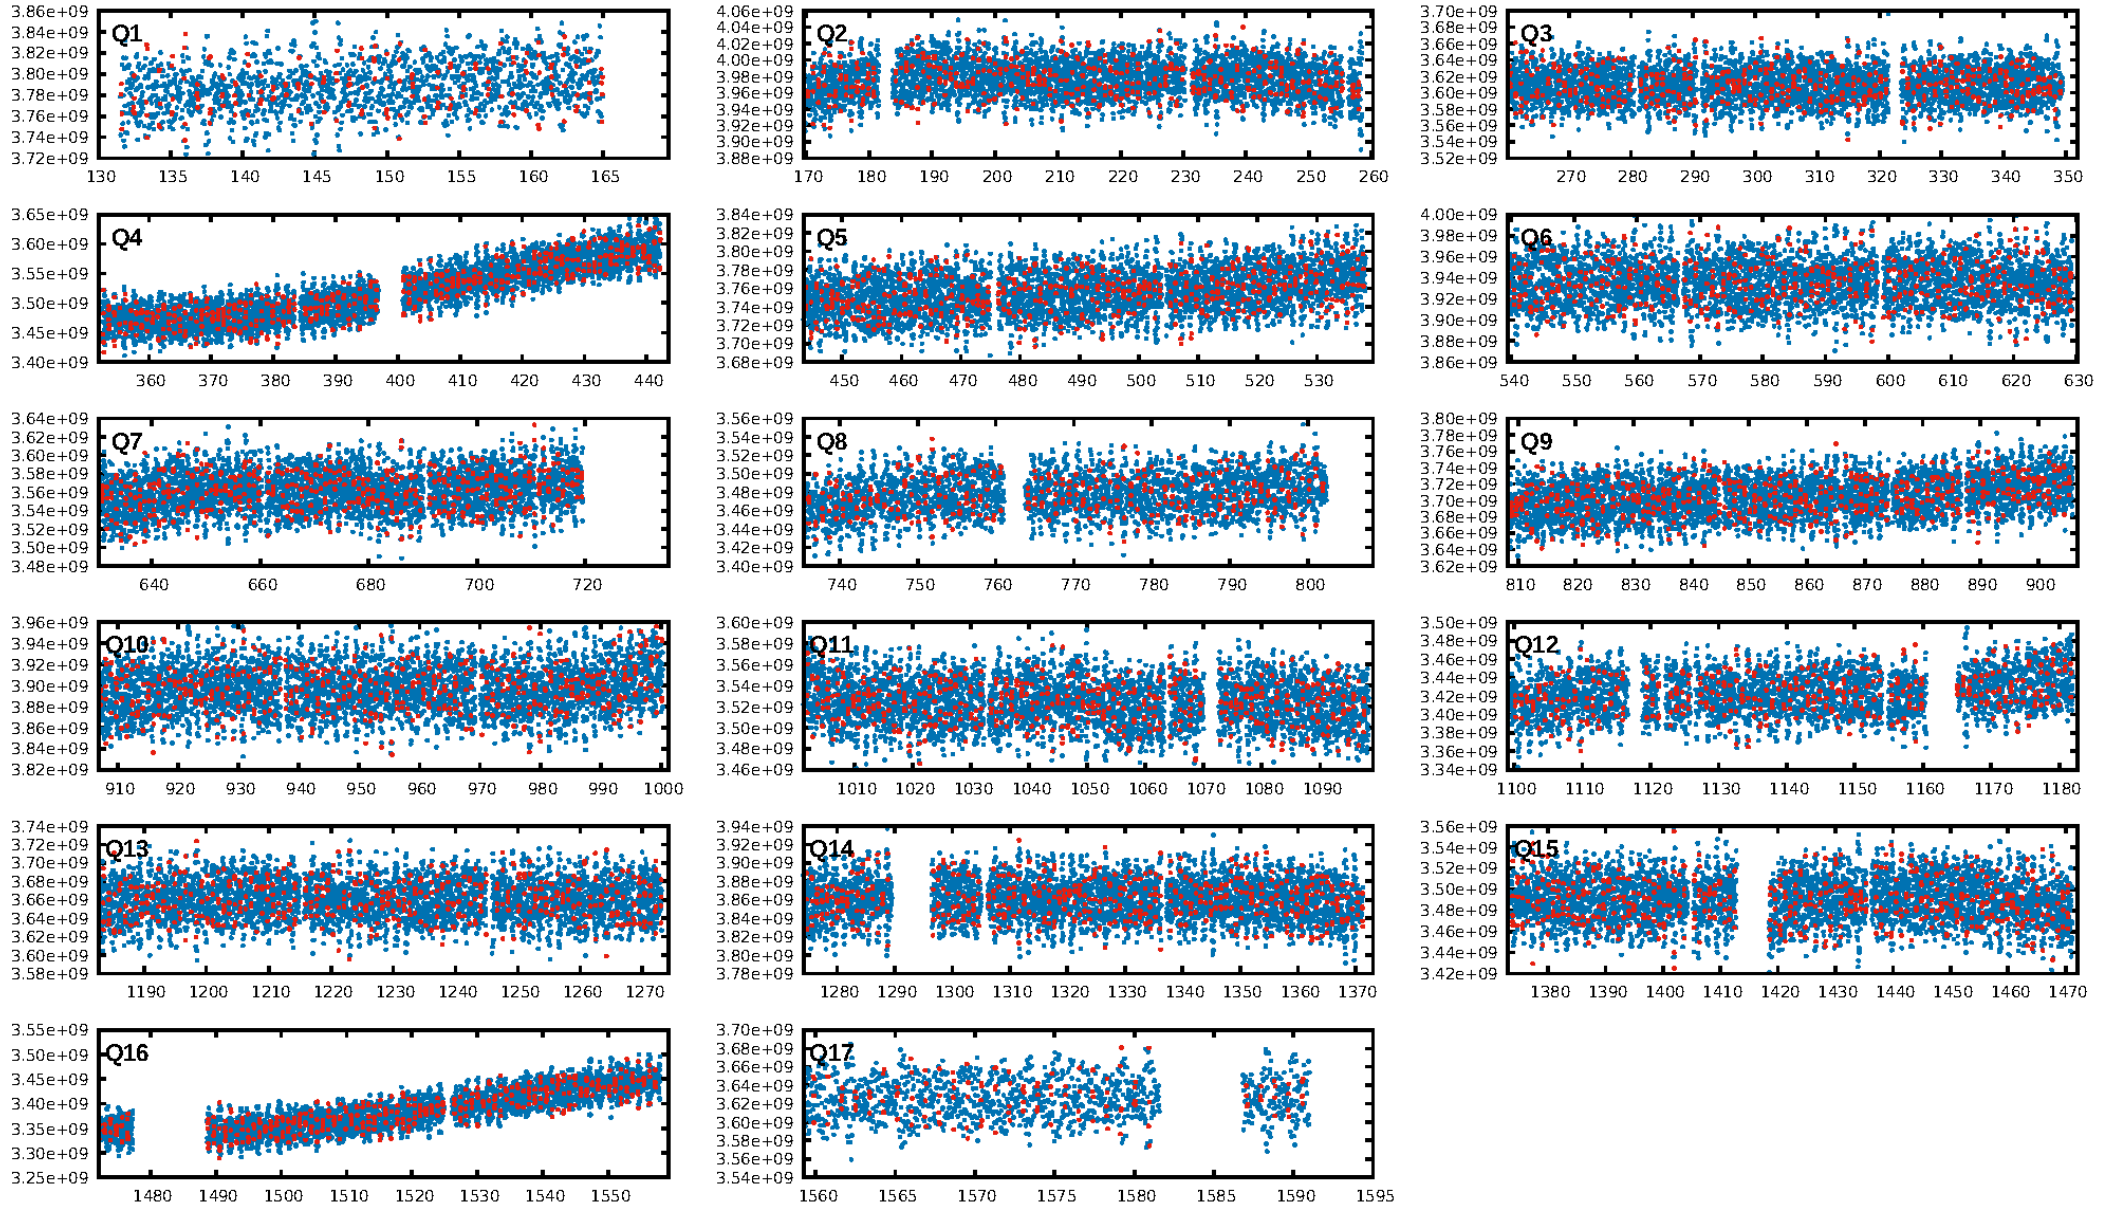 3.86e+09
3.84e+09
3.82e+09
3.80e+09
3.78e+09
3.76e+09
3.74e+09
3.72e+09
Q1
130 135 140 145 150 155 160 165
4.06e+09
4.04e+09
4.02e+09
4.00e+09
3.98e+09
3.96e+09
3.94e+09
3.92e+09
3.90e+09
3.88e+09
Q2
170 180 190 200 210 220 230 240 250 260
3.70e+09
3.68e+09
3.66e+09
3.64e+09
3.62e+09
3.60e+09
3.58e+09
3.56e+09
3.54e+09
3.52e+09
Q3
270 280 290 300 310 320 330 340 350
3.65e+09
3.60e+09
3.55e+09
3.50e+09
3.45e+09
3.40e+09
Q4
360 370 380 390 400 410 420 430 440
3.84e+09
3.82e+09
3.80e+09
3.78e+09
3.76e+09
3.74e+09
3.72e+09
3.70e+09
3.68e+09
Q5
450 460 470 480 490 500 510 520 530
4.00e+09
3.98e+09
3.96e+09
3.94e+09
3.92e+09
3.90e+09
3.88e+09
3.86e+09
Q6
540 550 560 570 580 590 600 610 620 630
3.64e+09
3.62e+09
3.60e+09
3.58e+09
3.56e+09
3.54e+09
3.52e+09
3.50e+09
3.48e+09
Q7
640 660 680 700 720
3.56e+09
3.54e+09
3.52e+09
3.50e+09
3.48e+09
3.46e+09
3.44e+09
3.42e+09
3.40e+09
Q8
740 750 760 770 780 790 800
3.80e+09
3.78e+09
3.76e+09
3.74e+09
3.72e+09
3.70e+09
3.68e+09
3.66e+09
3.64e+09
3.62e+09
Q9
810 820 830 840 850 860 870 880 890 900
3.96e+09
3.94e+09
3.92e+09
3.90e+09
3.88e+09
3.86e+09
3.84e+09
3.82e+09
Q10
910 920 930 940 950 960 970 980 990 1000
3.60e+09
3.58e+09
3.56e+09
3.54e+09
3.52e+09
3.50e+09
3.48e+09
3.46e+09
Q11
1010 1020 1030 1040 1050 1060 1070 1080 1090
3.50e+09
3.48e+09
3.46e+09
3.44e+09
3.42e+09
3.40e+09
3.38e+09
3.36e+09
3.34e+09
Q12
1100 1110 1120 1130 1140 1150 1160 1170 1180
3.74e+09
3.72e+09
3.70e+09
3.68e+09
3.66e+09
3.64e+09
3.62e+09
3.60e+09
3.58e+09
Q13
1190 1200 1210 1220 1230 1240 1250 1260 1270
3.94e+09
3.92e+09
3.90e+09
3.88e+09
3.86e+09
3.84e+09
3.82e+09
3.80e+09
3.78e+09
Q14
1280 1290 1300 1310 1320 1330 1340 1350 1360 1370
3.56e+09
3.54e+09
3.52e+09
3.50e+09
3.48e+09
3.46e+09
3.44e+09
3.42e+09
Q15
1380 1390 1400 1410 1420 1430 1440 1450 1460 1470
3.55e+09
3.50e+09
3.45e+09
3.40e+09
3.35e+09
3.30e+09
3.25e+09
Q16
1480 1490 1500 1510 1520 1530 1540 1550
3.70e+09
3.68e+09
3.66e+09
3.64e+09
3.62e+09
3.60e+09
3.58e+09
3.56e+09
3.54e+09
Q17
1560 1565 1570 1575 1580 1585 1590 1595